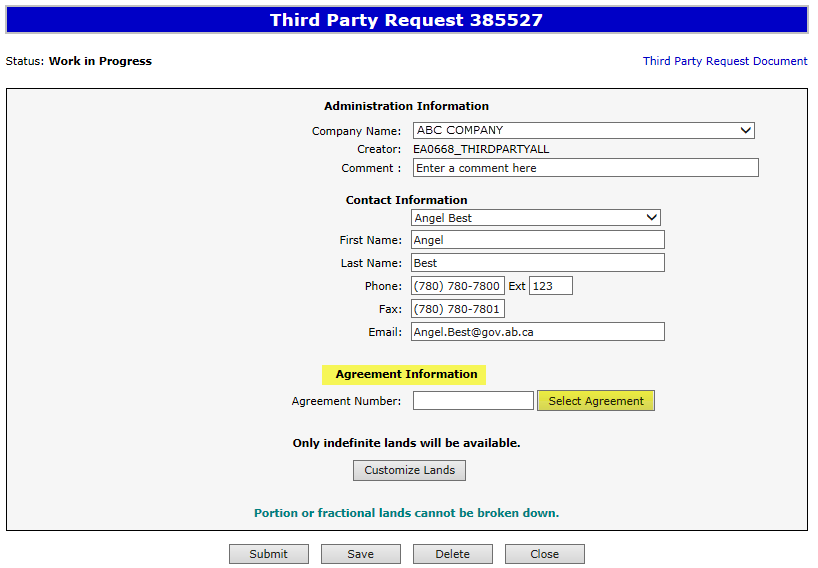 Third Party Request 385527
Status: Work in Progress Third Party Request Document
Administration Information
Company Name: ABC COMPANY
Creator: EA0668_THIRDPARTYALL
Comment : Enter a comment here
Contact Information
Angel Best
First Name: Angel
Last Name: Best
Phone: (780) 780-7800 Ext 123
Fax: (780) 780-7801
Email: Angel.Best@gov.ab.ca
Agreement Information
Agreement Number: Select Agreement
Only indefinite lands will be available.
Customize Lands
Portion or fractional lands cannot be broken down.
Submit Save Delete Close